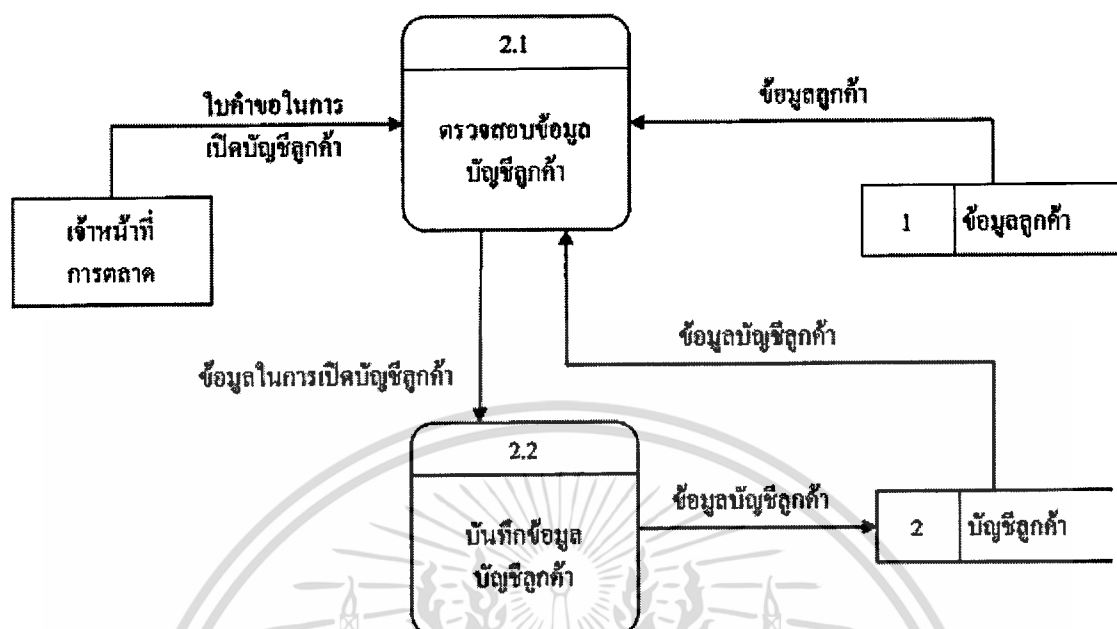 2.1
ตรวจสอบข้อมูล
บัญชีลูกค้า
ใบคำขอในการ
เปิดบัญชีลูกค้า
ข้อมูลลูกค้า
เจ้าหน้าที่
การตลาด
1
ข้อมูลลูกค้า
ข้อมูลบัญชีลูกค้า
ข้อมูลในการเปิดบัญชีลูกค้า
2.2
บันทึกข้อมูล
บัญชีลูกค้า
ข้อมูลบัญชีลูกค้า
2
บัญชีลูกค้า